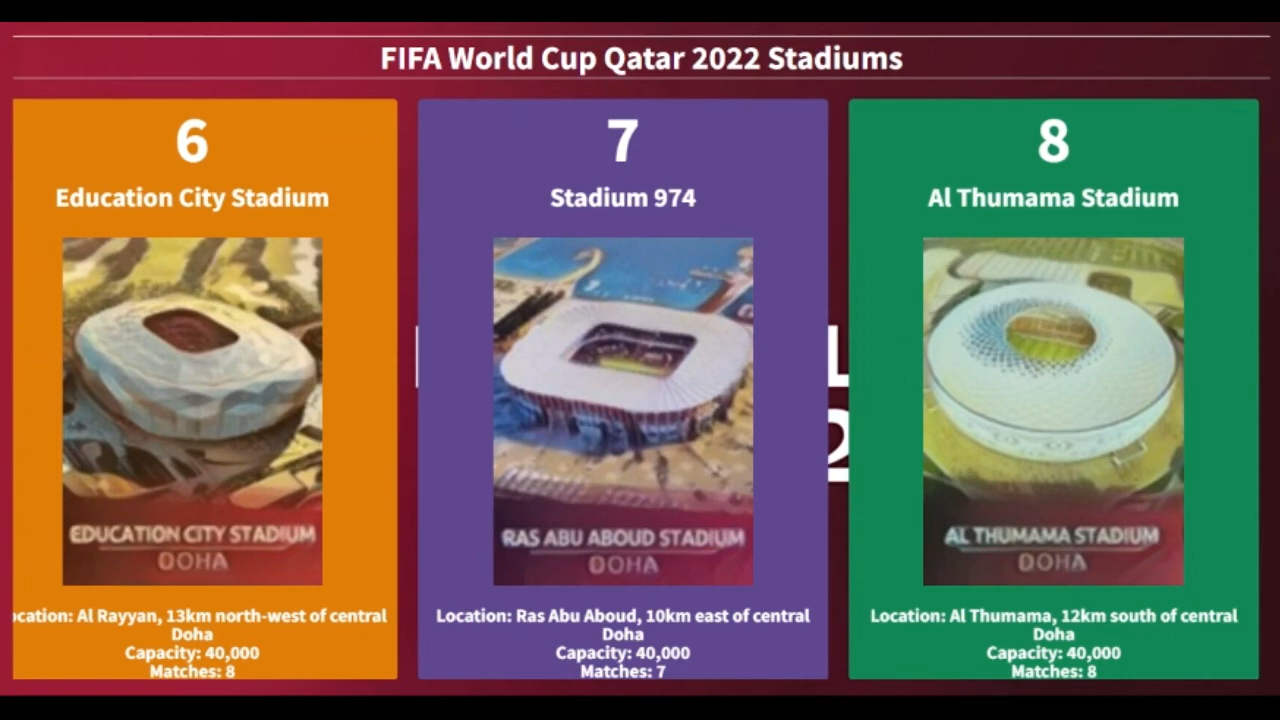 FIFA World Cup Qatar 2022 Stadiums
6
Education City Stadium
EDUCATION CITY STADIUM
DOHA
ocation: Al Rayyan, 13km north-west of central
Doha
Capacity: 40,000
Matches: 8
7
Stadium 974
RAS ABU ABOUD STADIUM
DOHA
Location: Ras Abu Aboud, 10km east of central
Doha
Capacity: 40,000
Matches: 7
8
Al Thumama Stadium
AL THUMAMA STADIUM
DOHA
Location: Al Thumama, 12km south of central
Doha
Capacity: 40,000
Matches: 8